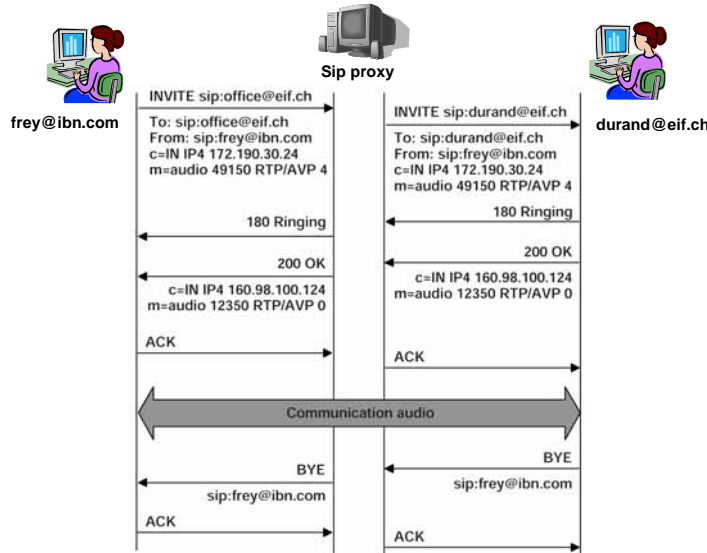 Sip proxy
frey@ibn.com
durand@eif.ch
INVITE sip:office@eif.ch
To: sip:office@eif.ch
From: sip:frey@ibn.com
c=IN IP4 172.190.30.24
m=audio 49150 RTP/AVP 4
INVITE sip:durand@eif.ch
To: sip:durand@eif.ch
From: sip:frey@ibn.com
c=IN IP4 172.190.30.24
m=audio 49150 RTP/AVP 4
180 Ringing
180 Ringing
200 OK
c=IN IP4 160.98.100.124
m=audio 12350 RTP/AVP 0
200 OK
c=IN IP4 160.98.100.124
m=audio 12350 RTP/AVP 0
ACK
ACK
Communication audio
BYE
sip:frey@ibn.com
BYE
sip:frey@ibn.com
ACK
ACK